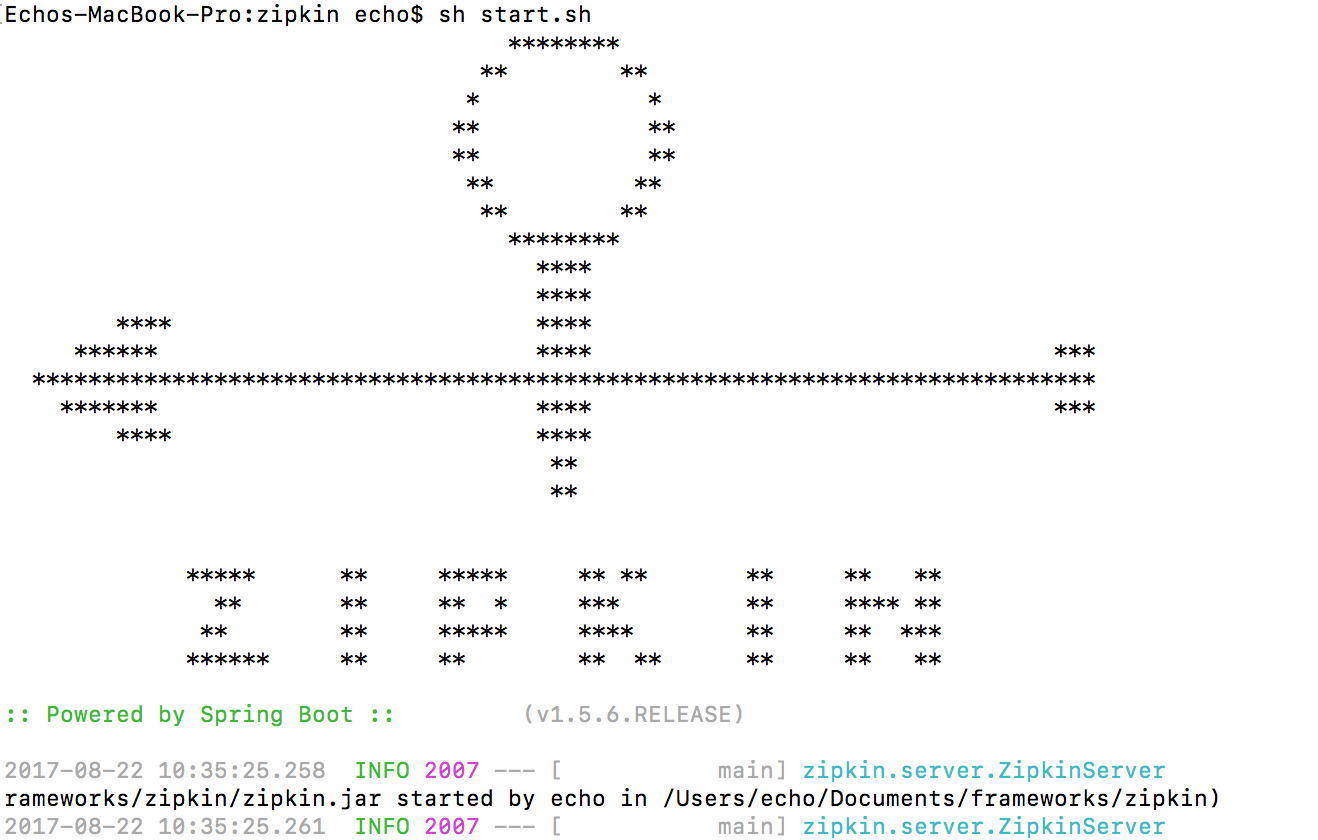 Echos-MacBook-Pro:zipkin echo$ sh start.sh
                                    ********
                                  **        **
                                 *            *
                                **            **
                                **            **
                                 **          **
                                  **        **
                                    ********
                                      ****
                                      ****
        ****                          ****
     ******                           ****                                 ***
  ****************************************************************************
    *******                           ****                                 ***
        ****                          ****
                                       **
                                       **
             *****      **     *****     ** **       **     **   **
               **       **     **  *     ***         **     **** **
              **        **     *****     ****        **     **  ***
             ******     **     **        **  **      **     **   **
:: Powered by Spring Boot ::         (v1.5.6.RELEASE)
2017-08-22 10:35:25.258  INFO 2007 --- [           main] zipkin.server.ZipkinServer
rameworks/zipkin/zipkin.jar started by echo in /Users/echo/Documents/frameworks/zipkin)
2017-08-22 10:35:25.261  INFO 2007 --- [           main] zipkin.server.ZipkinServer